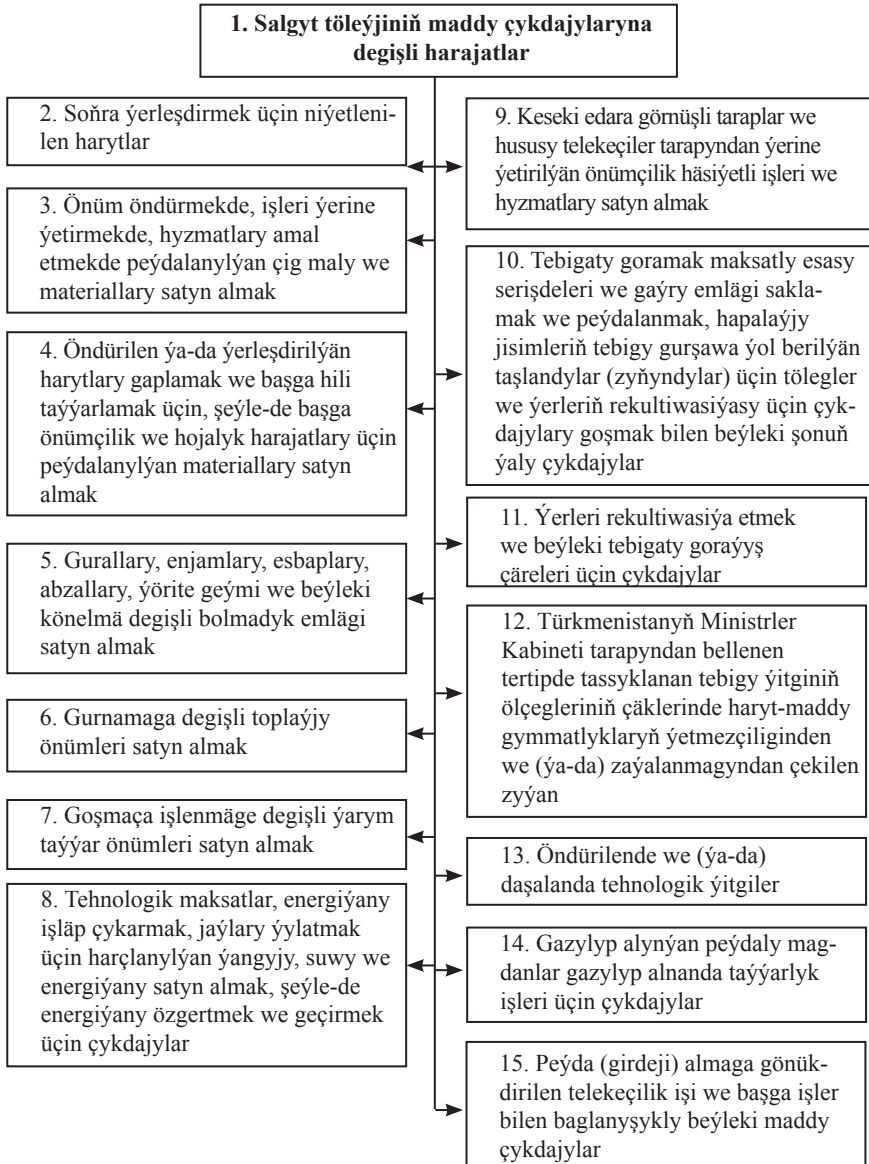 1. Salgyt töleýjiniň maddy çykdajylaryna
degişli harajatlar
2. Soňra ýerleşdirmek üçin niýetleni-
len harytlar
3. Önüm öndürmekde, işleri ýerine
ýetirmekde, hyzmatlary amal
etmekde peýdalanylýan çig maly we
materiallary satyn almak
4. Öndürilen ýa-da ýerleşdirilýän
harytlary gaplamak we başga hili
taýýarlamak üçin, şeýle-de başga
önümçilik we hojalyk harajatlary üçin
peýdalanylýan materiallary satyn
almak
5. Gurallary, enjamlary, esbaplary,
abzallary, ýörite geými we beýleki
könelmä degişli bolmadyk emlägi
satyn almak
6. Gurnamaga degişli toplaýjy
önümleri satyn almak
7. Goşmaça işlenmäge degişli ýarym
taýýar önümleri satyn almak
8. Tehnologik maksatlar, energiýany
işläp çykarmak, jaýlary ýylatmak
üçin harçlanylýan ýangyjy, suwy we
energiýany satyn almak, şeýle-de
energiýany özgertmek we geçirmek
üçin çykdajylar
9. Keseki edara görnüşli taraplar we
hususy telekeçiler tarapyndan ýerine
ýetirilýän önümçilik häsiýetli işleri we
hyzmatlary satyn almak
10. Tebigaty goramak maksatly esasy
serişdeleri we gaýry emlägi sakla-
mak we peýdalanmak, hapalaýjy
jisimleriň tebigy gurşawa ýol berilýän
taşlandylar (zyňyndylar) üçin tölegler
we ýerleriň rekultiwasiýasy üçin çyk-
dajylary goşmak bilen beýleki şonuň
ýaly çykdajylar
11. Ýerleri rekultiwasiýa etmek
we beýleki tebigaty goraýyş
çäreleri üçin çykdajylar
12. Türkmenistanyň Ministrler
Kabineti tarapyndan bellenen
tertipde tassyklanan tebigy ýitginiň
ölçegleriniň çäklerinde haryt-maddy
gymmatlyklaryň ýetmezçiliginden
we (ýa-da) zaýalanmagyndan çekilen
zyýan
13. Öndürilende we (ýa-da)
daşalanda tehnologik ýitgiler
14. Gazylyp alynýan peýdaly mag-
danlar gazylyp alnanda taýýarlyk
işleri üçin çykdajylar
15. Peýda (girdeji) almaga gönük-
dirilen telekeçilik işi we başga işler
bilen baglanyşykly beýleki maddy
çykdajylar